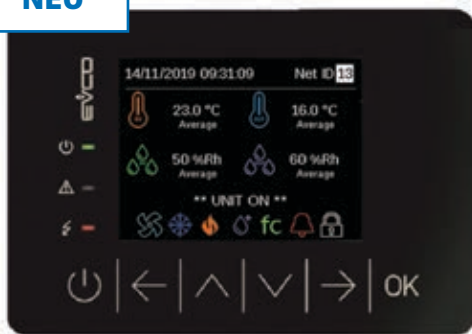 NEU
EVCO
14/11/2019 09:31:09 Net ID 13
23.0 °C 16.0 °C
Average Average
50 %Rh 60 %Rh
Average Average
** UNIT ON **
fc
OK